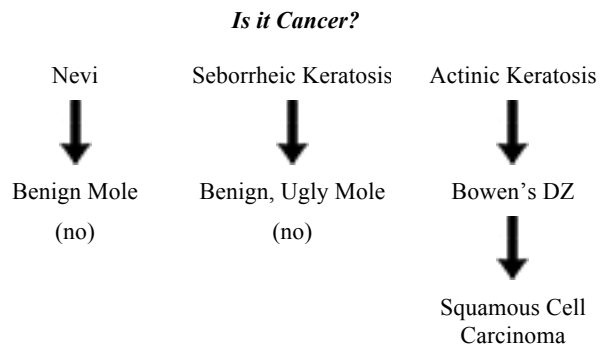 Is it Cancer?
Nevi
Seborrheic Keratosis
Actinic Keratosis
Benign Mole
(no)
Benign, Ugly Mole
(no)
Bowen's DZ
Squamous Cell
Carcinoma